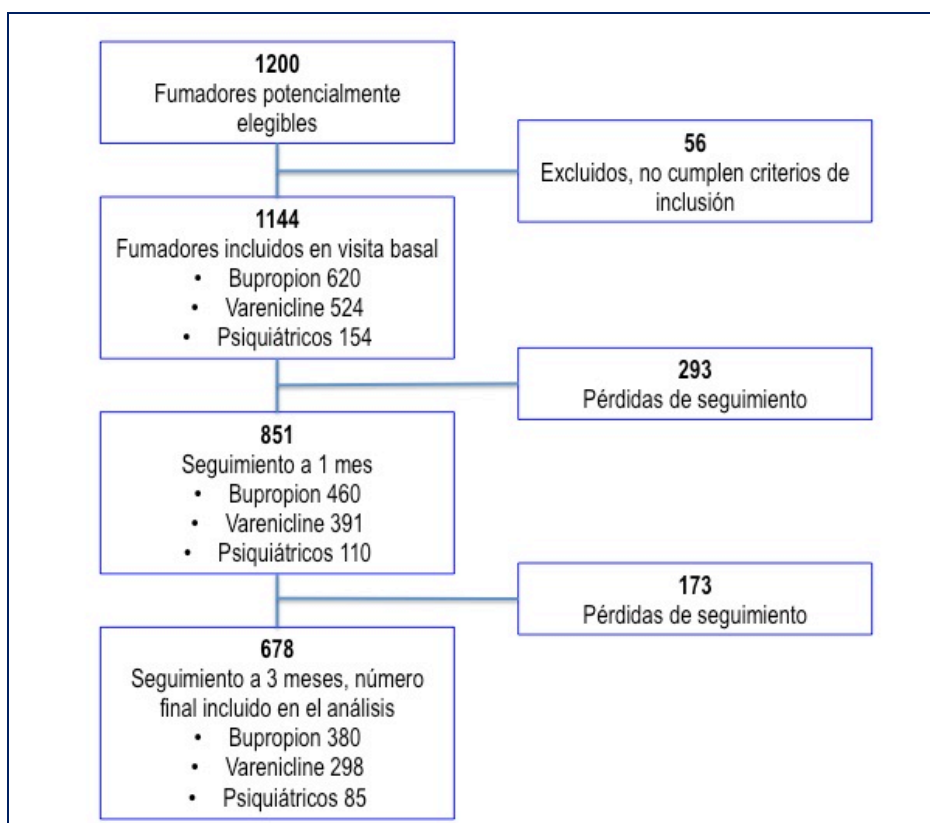 1200
Fumadores potencialmente
elegibles
56
Excluidos, no cumplen criterios de
inclusión
1144
Fumadores incluidos en visita basal
• Bupropion 620
• Varenicline 524
• Psiquiátricos 154
293
Pérdidas de seguimiento
851
Seguimiento a 1 mes
• Bupropion 460
• Varenicline 391
• Psiquiátricos 110
173
Pérdidas de seguimiento
678
Seguimiento a 3 meses, número
final incluido en el análisis
• Bupropion 380
• Varenicline 298
• Psiquiátricos 85